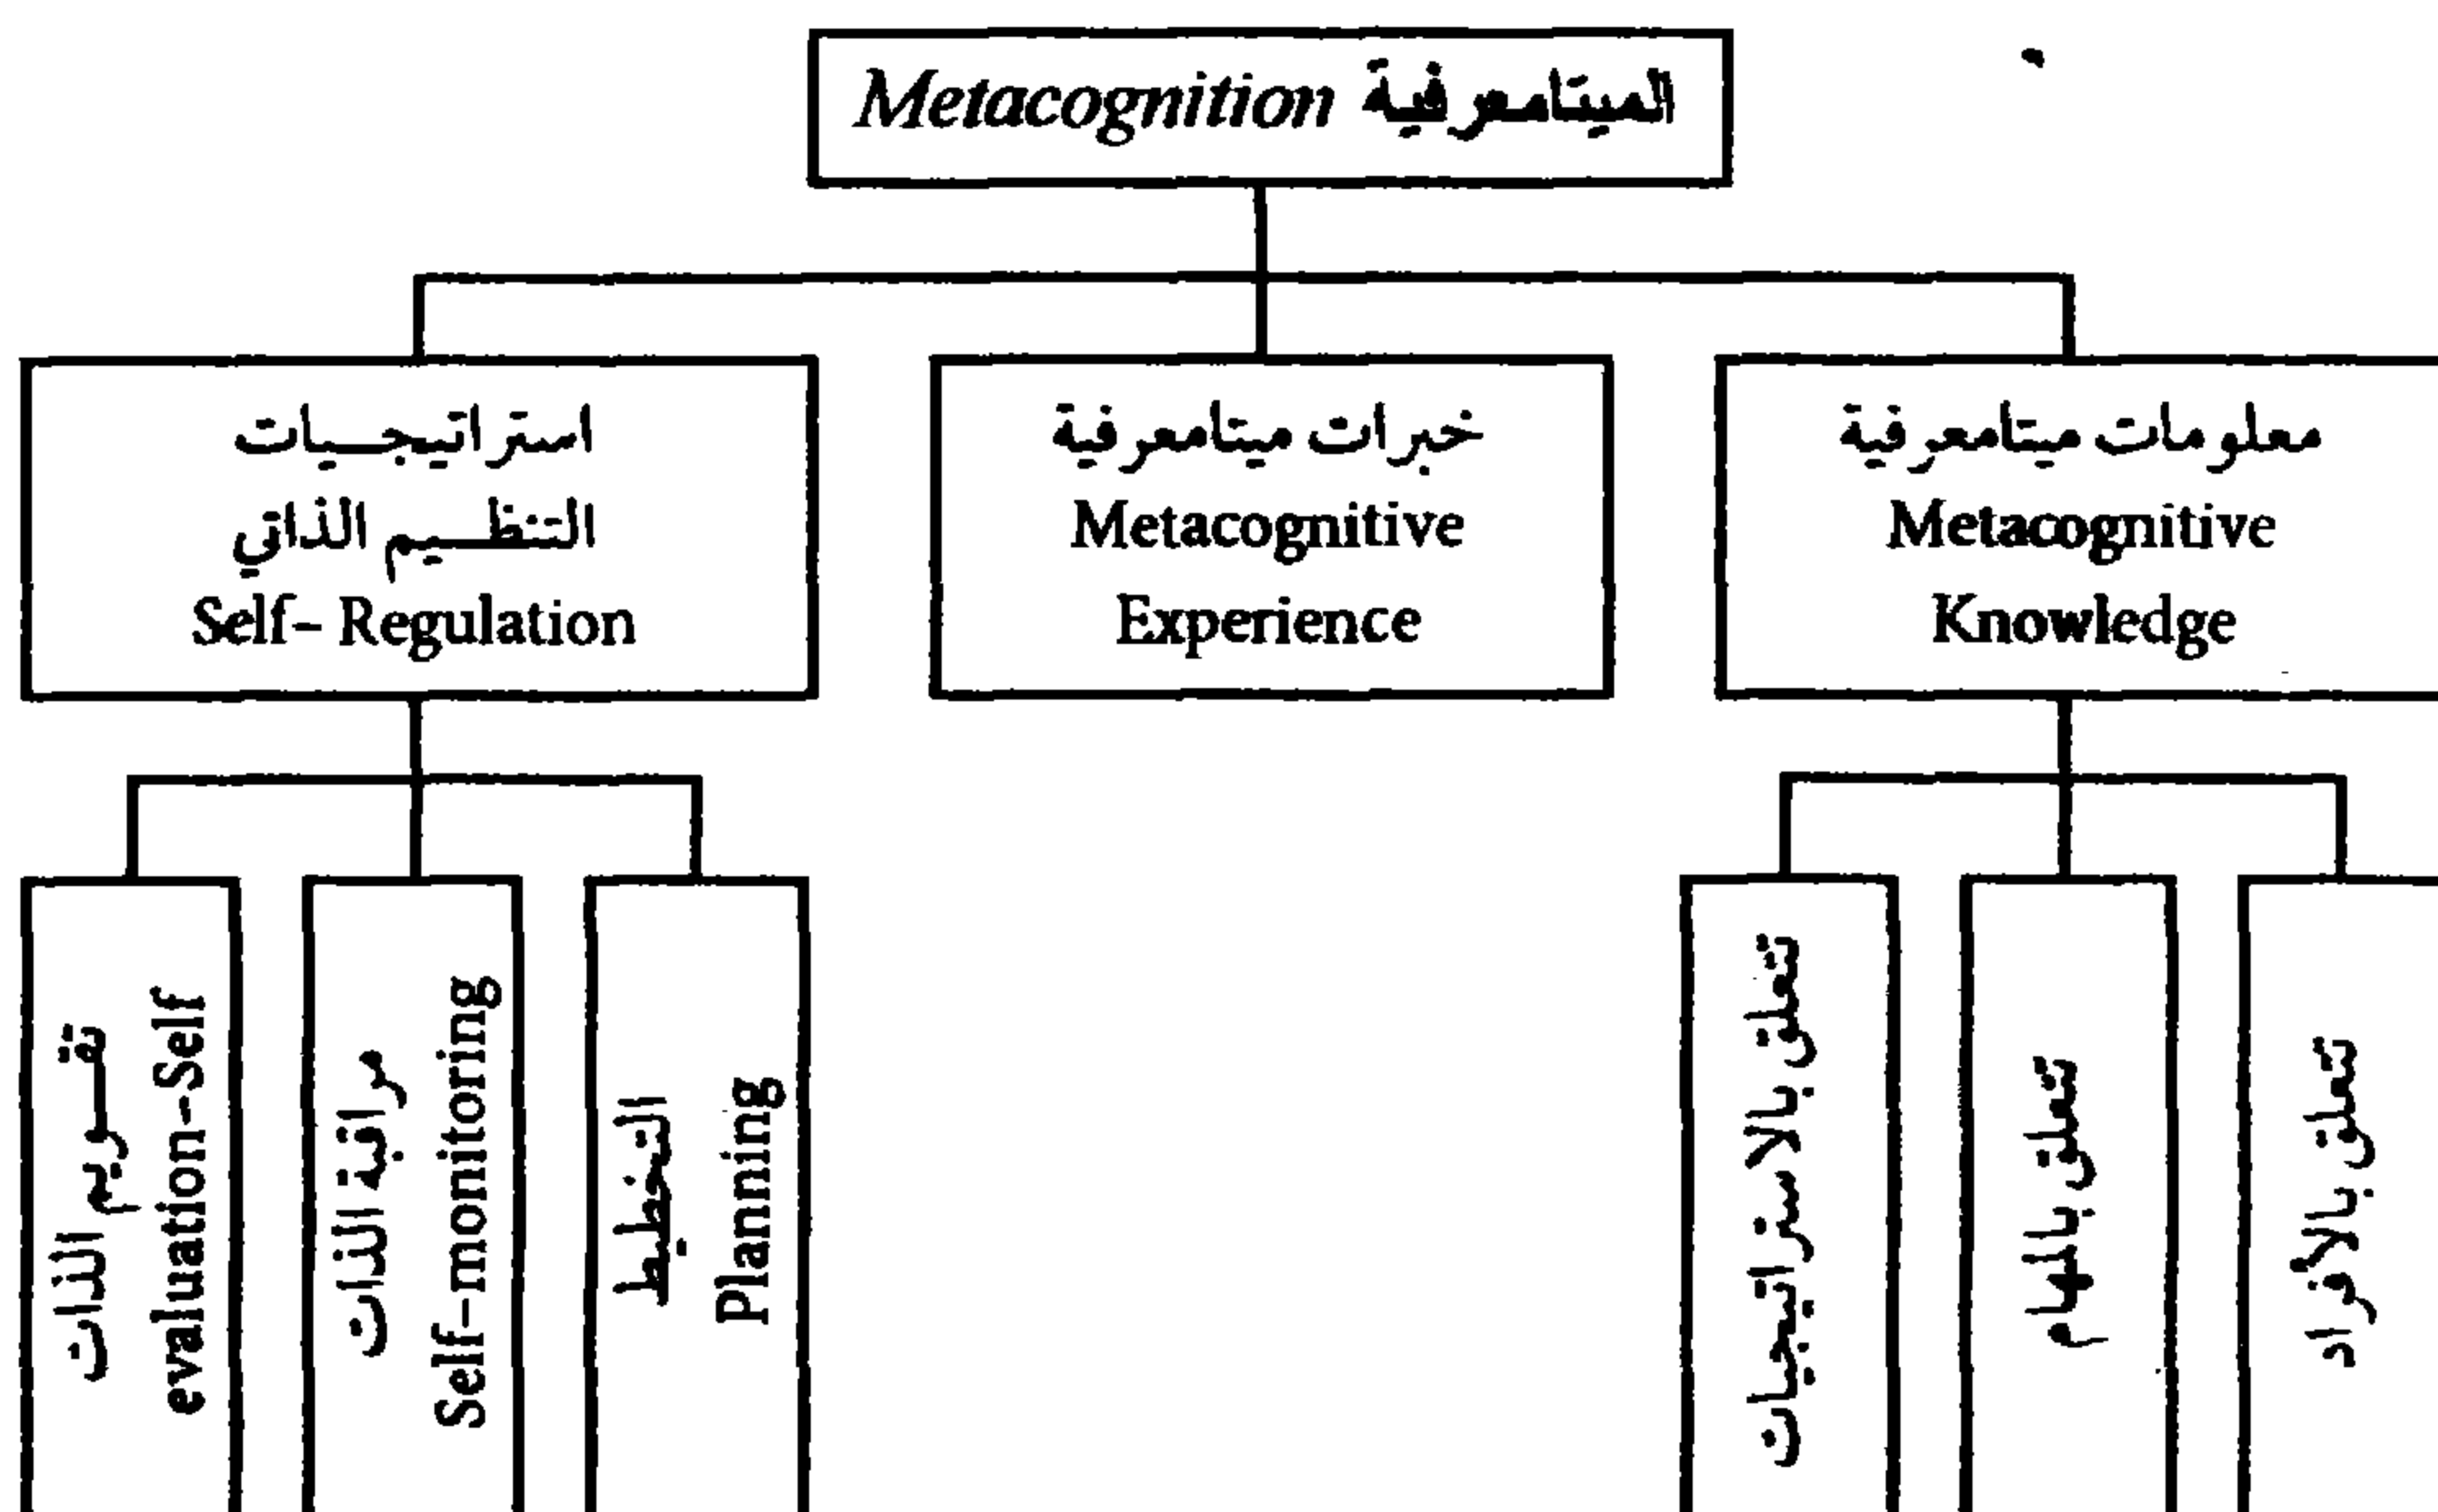 الميتامعرفية Metacognition
معلومات ميتامعرفية
Metacognitive
Knowledge
خبرات ميتامعرفية
Metacognitive
Experience
استراتيجيات
التنظيم الذاتي
Self- Regulation
تتعلق بالأفراد
تتعلق بالمهام
تتعلق بالاستراتيجيات
التخطيط
Planning
مراقبة الذات
Self-monitoring
تقويم الذات
evaluation-Self